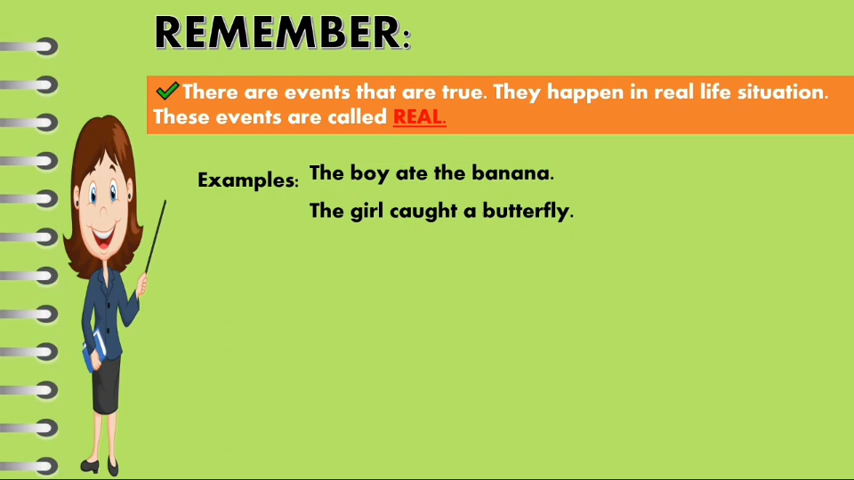 REMEMBER:
There are events that are true. They happen in real life situation.
These events are called REAL.
Examples: The boy ate the banana.
The girl caught a butterfly.